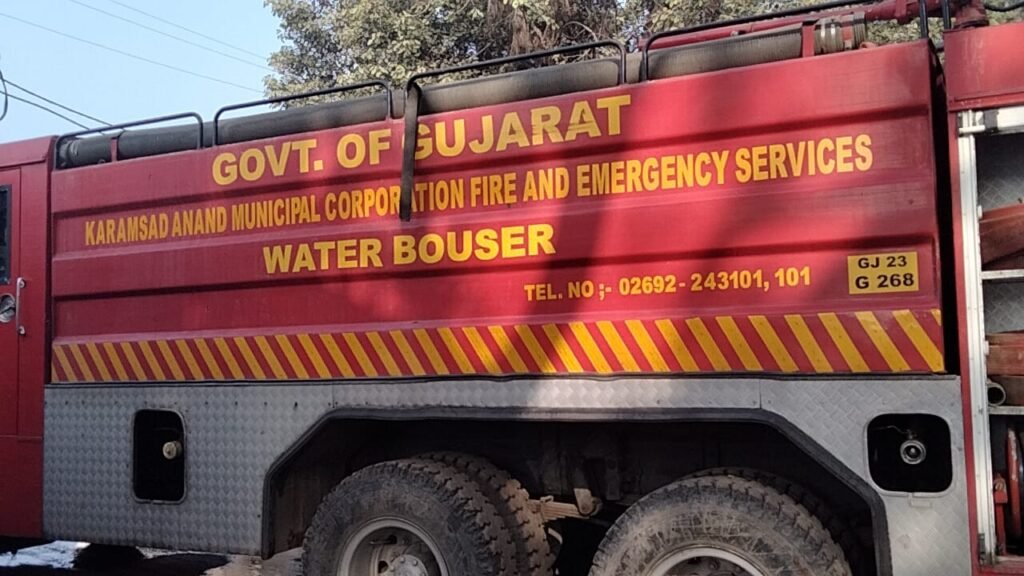 GOVT. OF GUJARAT
KARAMSAD ANAND MUNICIPAL CORPORATION FIRE AND EMERGENCY SERVICES
WATER BOUSER
TEL. NO ;- 02692 - 243101, 101
GJ 23
G 268